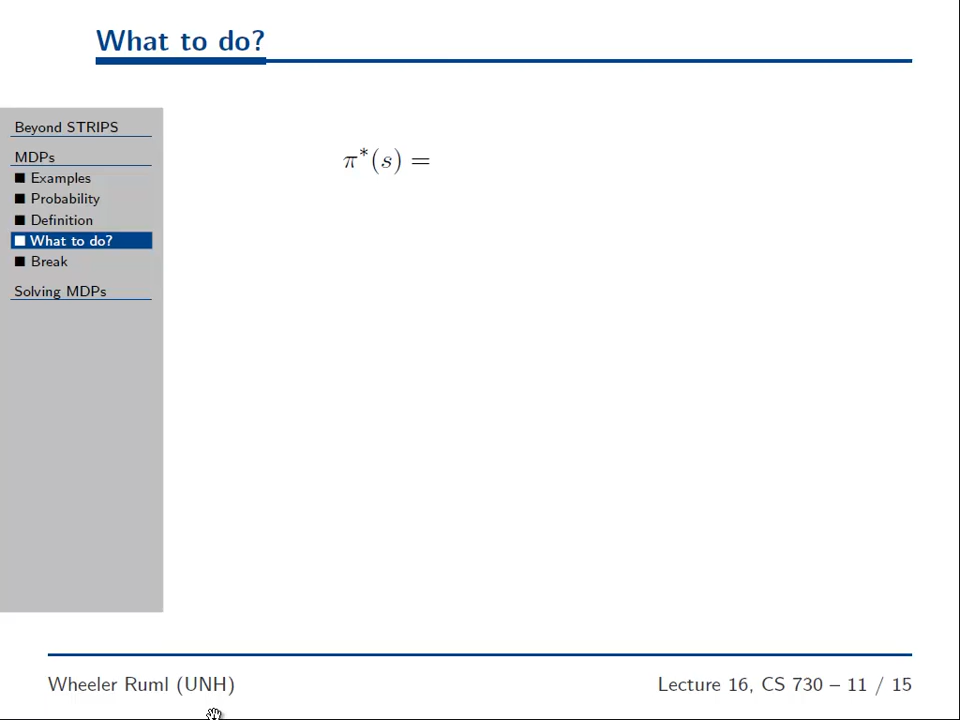 What to do?
Beyond STRIPS
MDPs
■ Examples
■ Probability
■ Definition
■ What to do?
■ Break
Solving MDPs
π*(s) =
Wheeler Ruml (UNH)
Lecture 16, CS 730 – 11 / 15